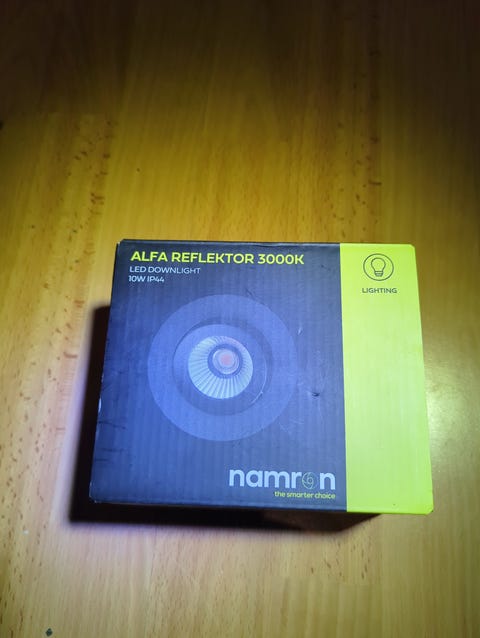 ALFA REFLEKTOR 3000K
LED DOWNLIGHT
10W IP44
LIGHTING
namron
the smarter choice